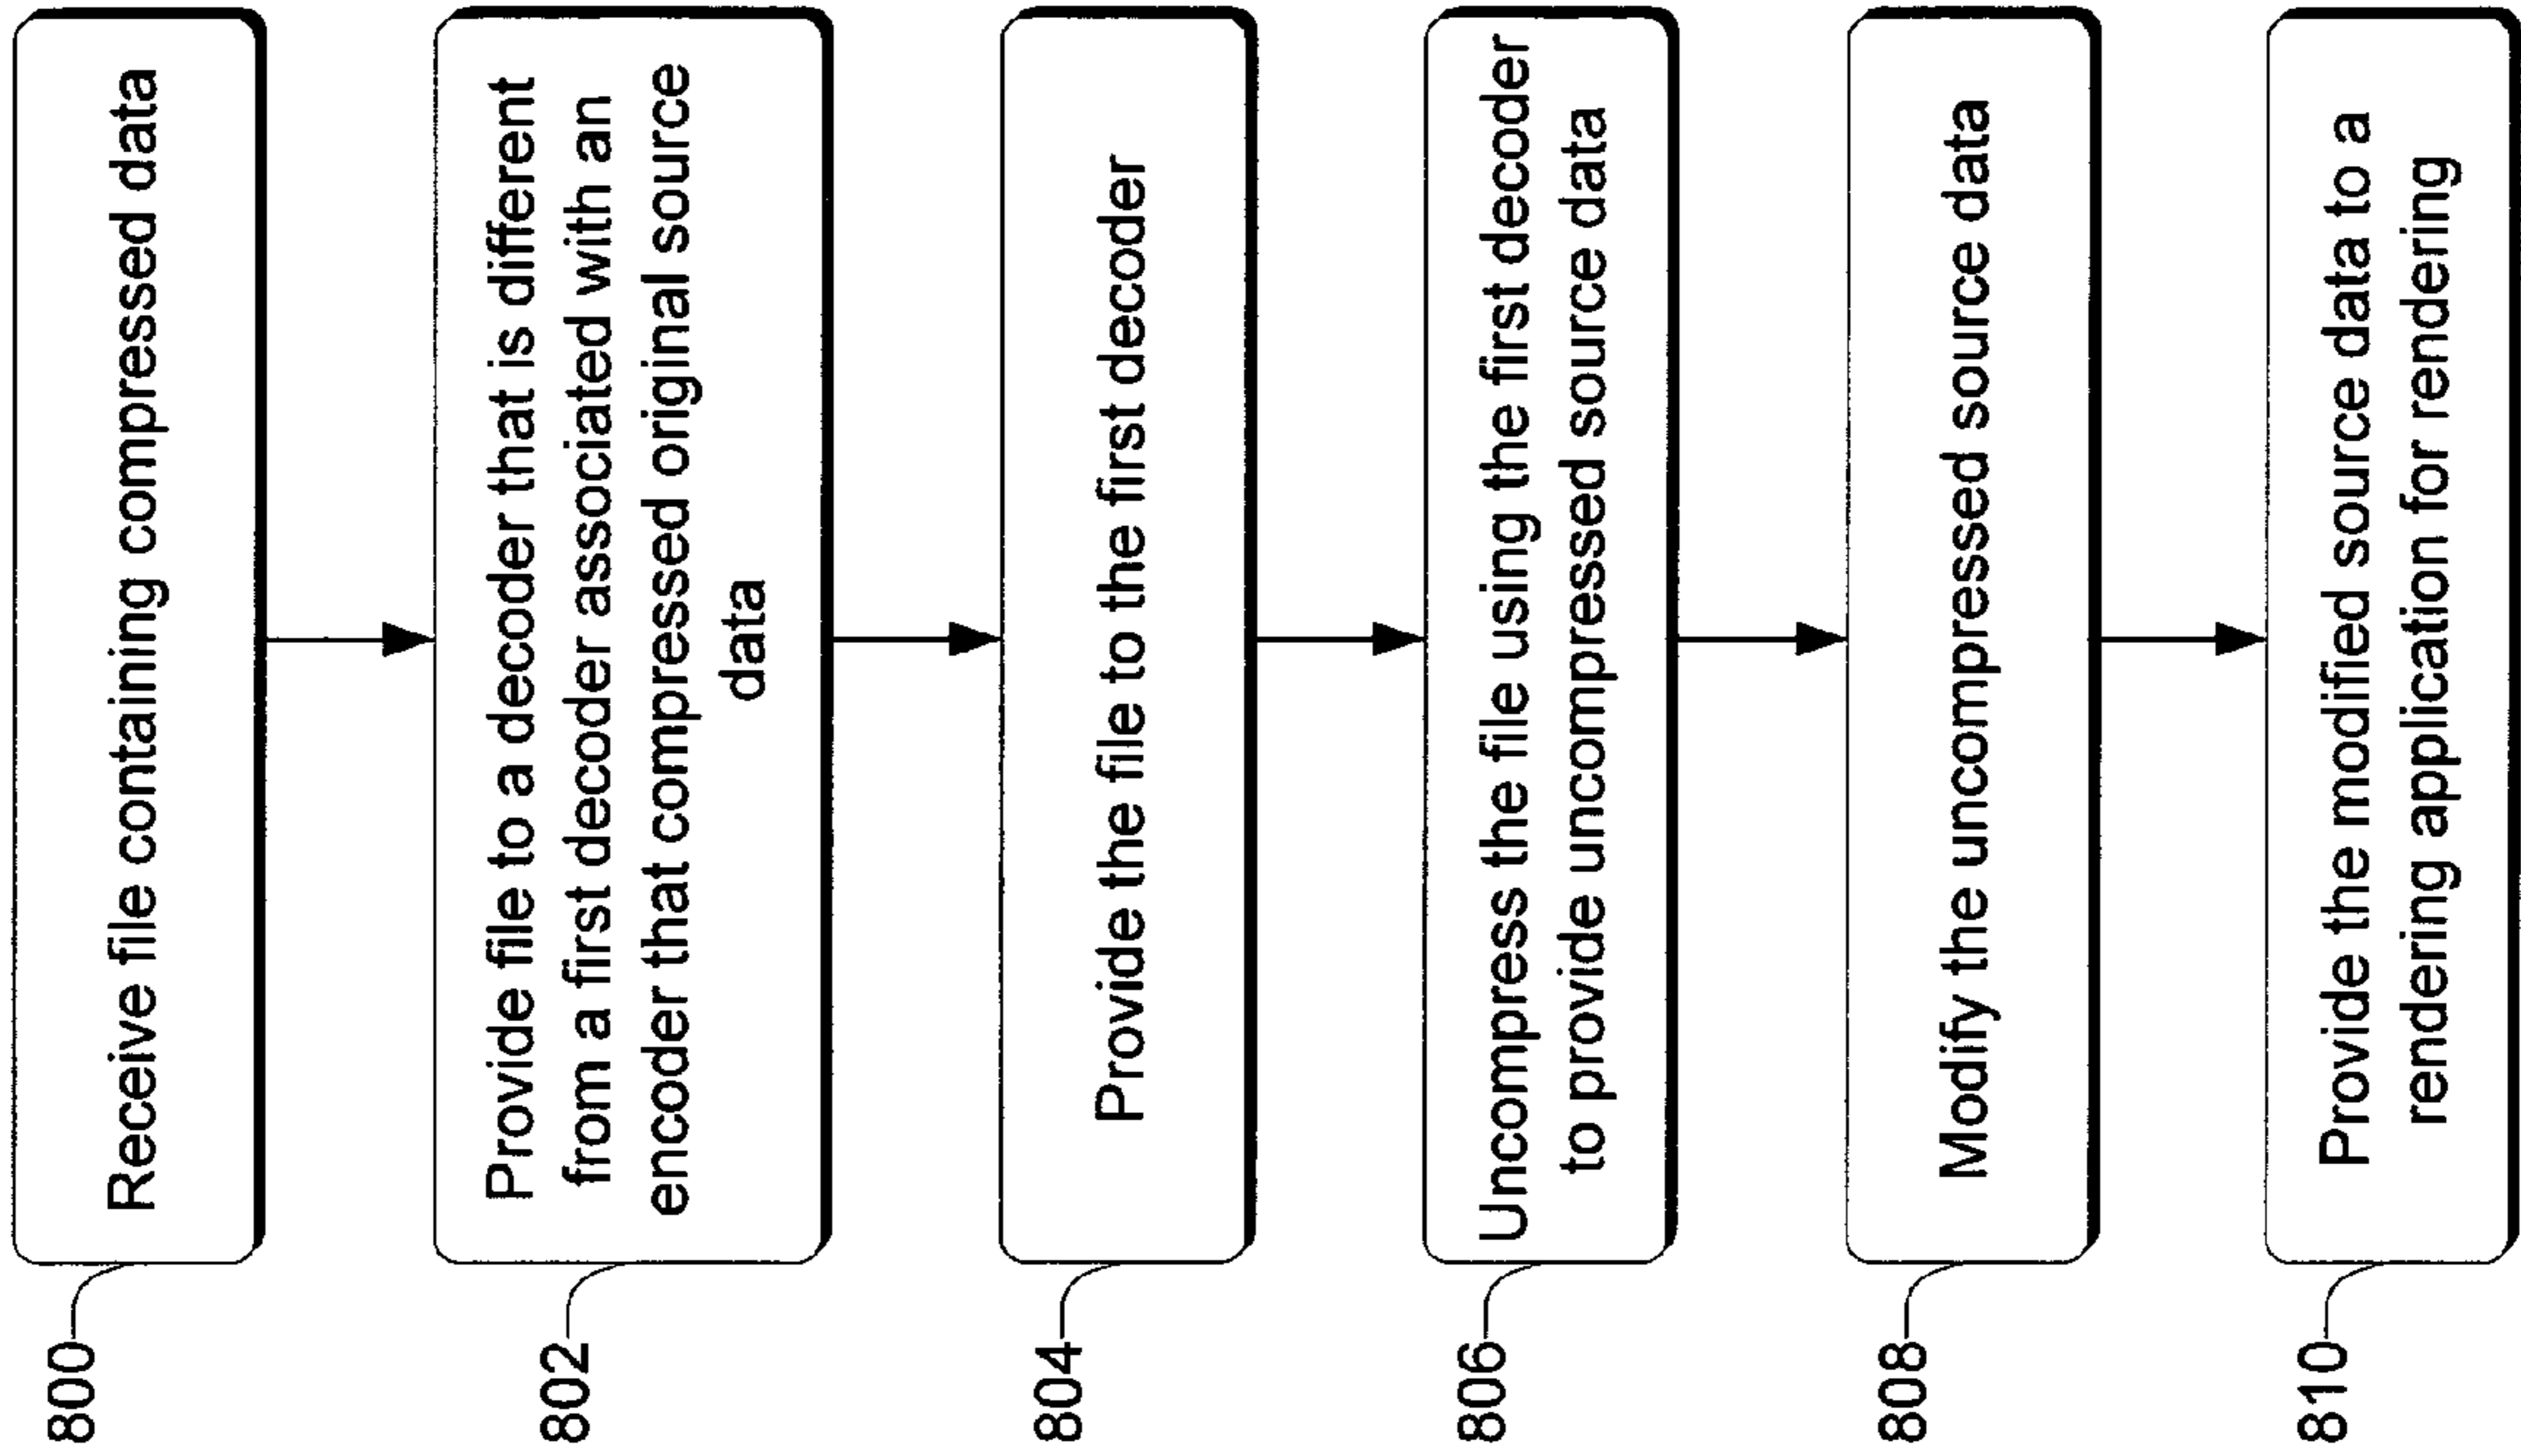 800
Receive file containing compressed data
802
Provide file to a decoder that is different
from a first decoder associated with an
encoder that compressed original source
data
804
Provide the file to the first decoder
806
Uncompress the file using the first decoder
to provide uncompressed source data
808
Modify the uncompressed source data
810
Provide the modified source data to a
rendering application for rendering